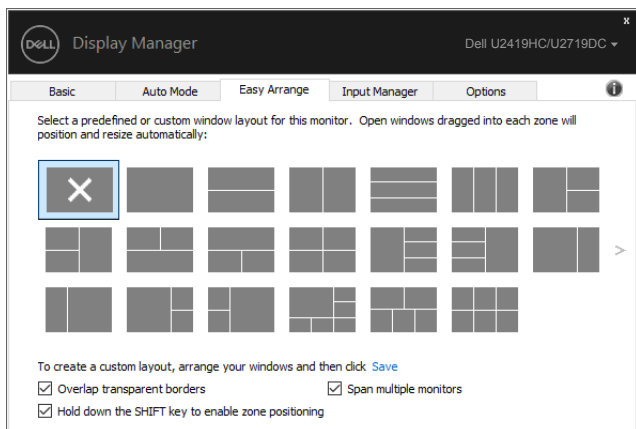 x
DELL Display Manager Dell U2419HC/U2719DC
Basic Auto Mode Easy Arrange Input Manager Options i
Select a predefined or custom window layout for this monitor. Open windows dragged into each zone will
position and resize automatically:
>
To create a custom layout, arrange your windows and then click Save
Overlap transparent borders Span multiple monitors
Hold down the SHIFT key to enable zone positioning